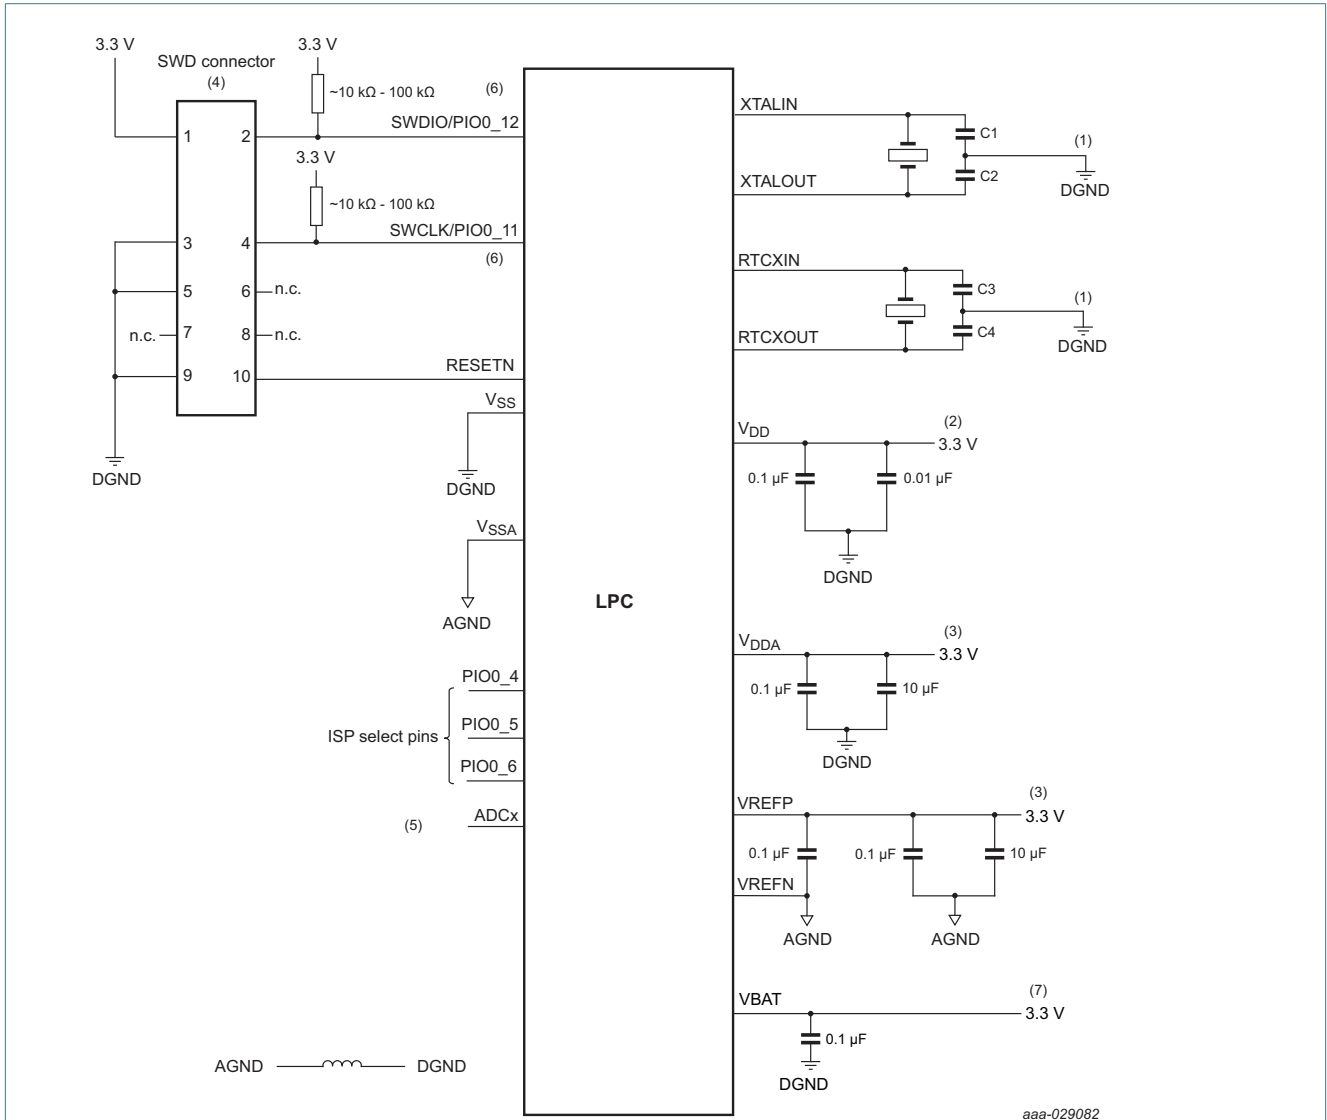 3.3 V
SWD connector
(4)
3.3 V
~10 kΩ - 100 kΩ
(6)
SWDIO/PIO0_12
1
2
3.3 V
~10 kΩ - 100 kΩ
SWCLK/PIO0_11
(6)
3
4
5
6
n.c.
n.c.
7
8
n.c.
9
10
RESETN
DGND
VSS
DGND
VSSA
AGND
PIO0_4
ISP select pins
PIO0_5
PIO0_6
(5)
ADCx
AGND
DGND
LPC
XTALIN
C1
(1)
C2
DGND
XTALOUT
RTCXIN
C3
(1)
C4
DGND
RTCXOUT
VDD
(2)
3.3 V
0.1 µF
0.01 µF
DGND
VDDA
(3)
3.3 V
0.1 µF
10 µF
DGND
VREFP
(3)
3.3 V
0.1 µF
0.1 µF
10 µF
VREFN
AGND
AGND
VBAT
(7)
3.3 V
0.1 µF
DGND
aaa-029082